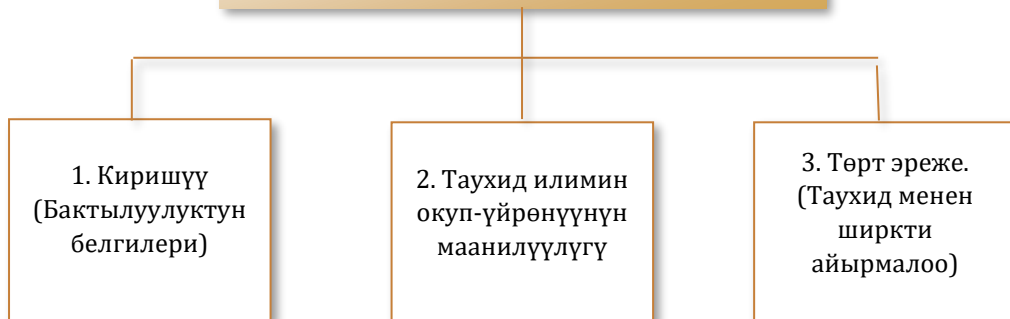 1. Киришүү
(Бактылуулуктун
белгилери)
2. Таухид илимин
окуп-үйрөнүүнүн
маанилүүлүгү
3. Төрт эреже.
(Таухид менен
ширкти
айырмалоо)